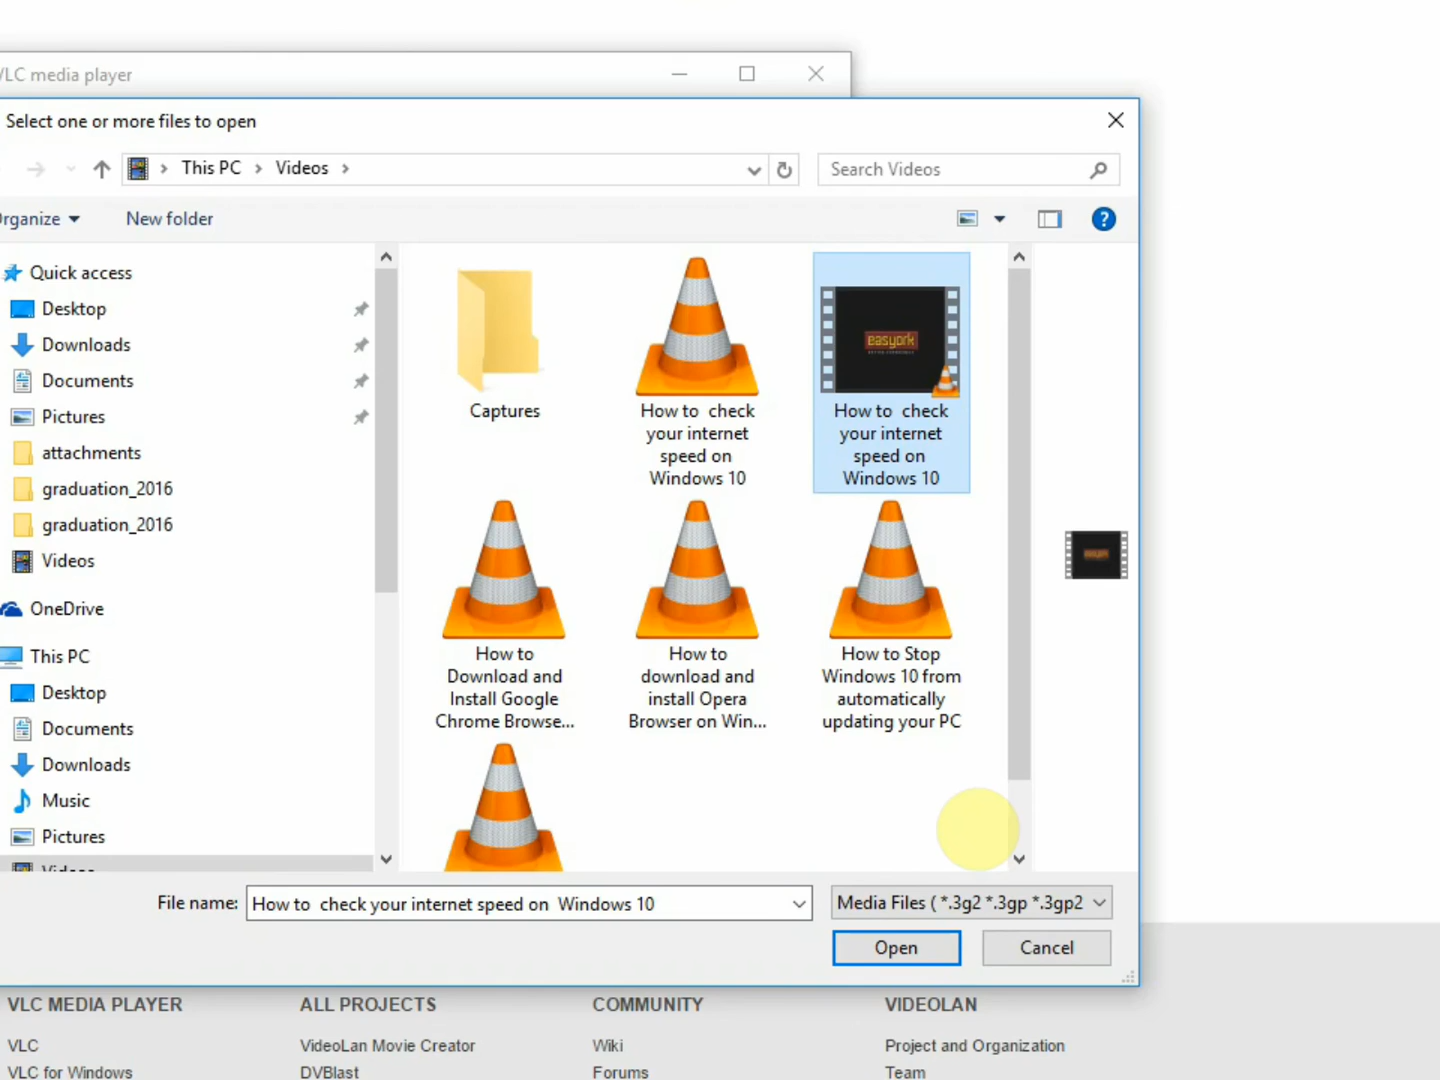 VLC media player
Select one or more files to open
This PC > Videos >
Search Videos
Organize
New folder
Quick access
Desktop
Downloads
Documents
Pictures
attachments
graduation_2016
graduation_2016
Videos
OneDrive
This PC
Desktop
Documents
Downloads
Music
Pictures
Videos
Captures
How to check
your internet
speed on
Windows 10
easyork
How to check
your internet
speed on
Windows 10
How to
Download and
Install Google
Chrome Browse...
How to
download and
install Opera
Browser on Win...
How to Stop
Windows 10 from
automatically
updating your PC
File name: How to check your internet speed on Windows 10
Media Files ( *.3g2 *.3gp *.3gp2
Open
Cancel
VLC MEDIA PLAYER
VLC
VLC for Windows
ALL PROJECTS
VideoLan Movie Creator
DVBlast
COMMUNITY
Wiki
Forums
VIDEOLAN
Project and Organization
Team